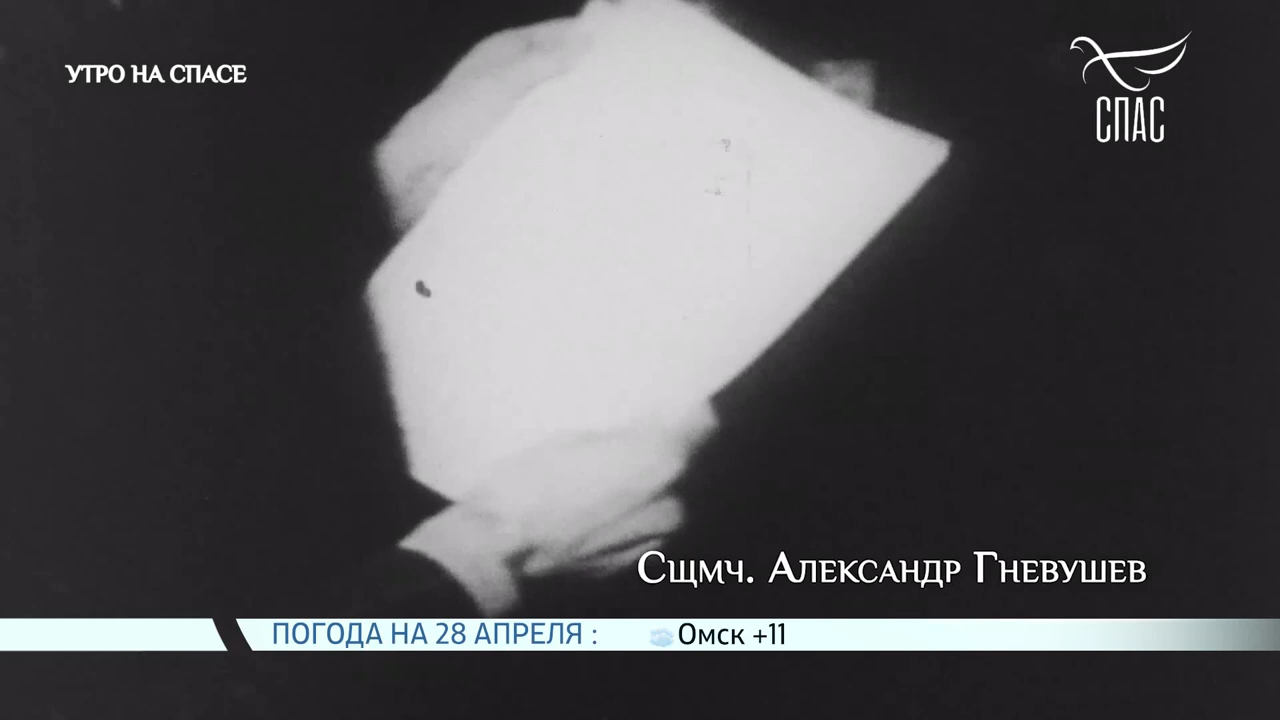 УТРО НА СПАСЕ
СПАС
Сщмч. Александр Гневушев
ПОГОДА НА 28 АПРЕЛЯ : Омск +11